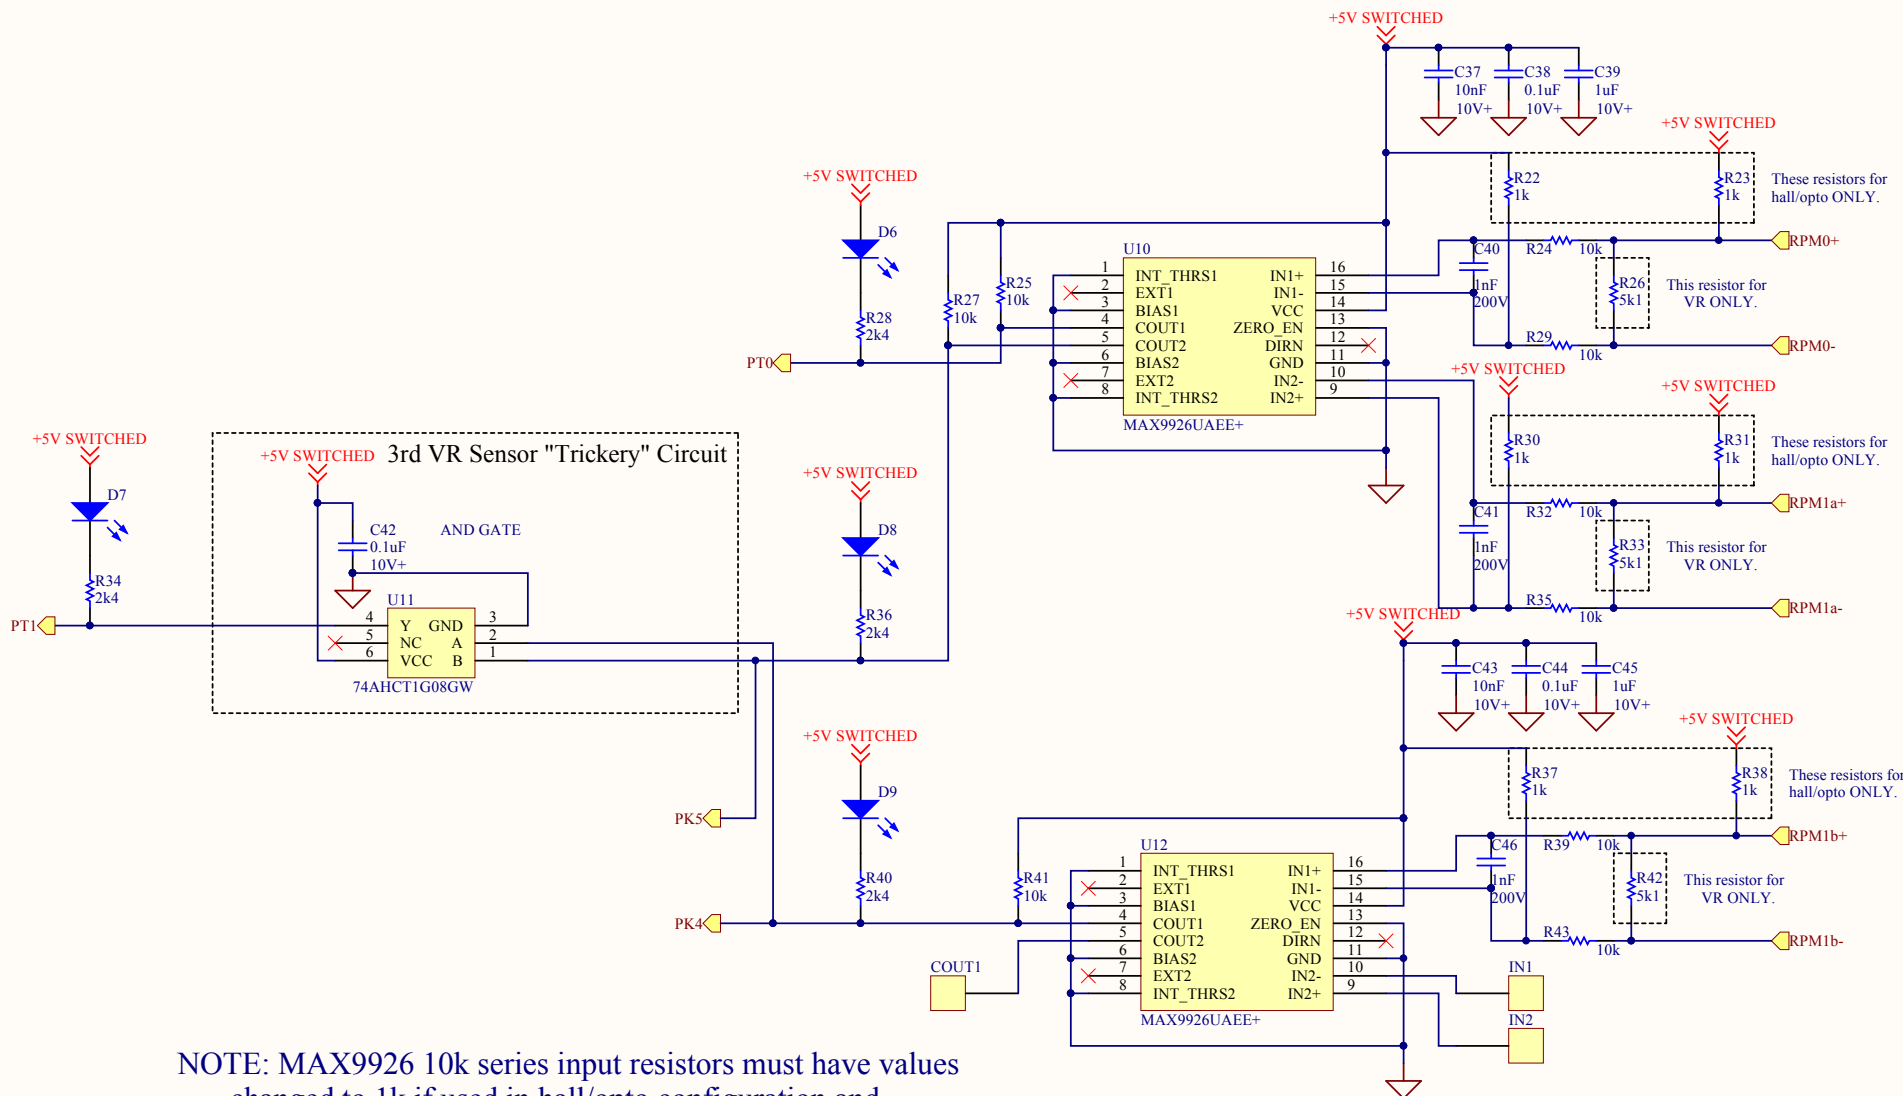 +5V SWITCHED
C37
10nF
10V+
C38
0.1uF
10V+
C39
1uF
10V+
+5V SWITCHED
R22
1k
R23
1k
These resistors for
hall/opto ONLY.
+5V SWITCHED
D6
R28
2k4
PT0
R27
10k
R25
10k
U10
1 INT_THRS1 IN1+ 16
2 EXT1 IN1- 15
3 BIAS1 VCC 14
4 COUT1 ZERO_EN 13
5 COUT2 DIRN 12
6 BIAS2 GND 11
7 EXT2 IN2- 10
8 INT_THRS2 IN2+ 9
MAX9926UAEE+
C40
1nF
200V
R24 10k
RPM0+
R26
5k1
This resistor for
VR ONLY.
R29 10k
RPM0-
+5V SWITCHED
+5V SWITCHED
R30
1k
R31
1k
These resistors for
hall/opto ONLY.
C41
1nF
200V
R32 10k
RPM1a+
R33
5k1
This resistor for
VR ONLY.
R35 10k
RPM1a-
+5V SWITCHED
D7
R34
2k4
PT1
+5V SWITCHED
3rd VR Sensor "Trickery" Circuit
C42
0.1uF
10V+
AND GATE
U11
4 Y GND 3
5 NC A 2
6 VCC B 1
74AHCT1G08GW
+5V SWITCHED
D8
R36
2k4
+5V SWITCHED
C43
10nF
10V+
C44
0.1uF
10V+
C45
1uF
10V+
+5V SWITCHED
R37
1k
R38
1k
These resistors for
hall/opto ONLY.
+5V SWITCHED
D9
R40
2k4
PK5
PK4
R41
10k
U12
1 INT_THRS1 IN1+ 16
2 EXT1 IN1- 15
3 BIAS1 VCC 14
4 COUT1 ZERO_EN 13
5 COUT2 DIRN 12
6 BIAS2 GND 11
7 EXT2 IN2- 10
8 INT_THRS2 IN2+ 9
MAX9926UAEE+
C46
1nF
200V
R39 10k
RPM1b+
R42
5k1
This resistor for
VR ONLY.
R43 10k
RPM1b-
COUT1
IN1
IN2
NOTE: MAX9926 10k series input resistors must have values
changed to 1k if used in hall/opto configuration and